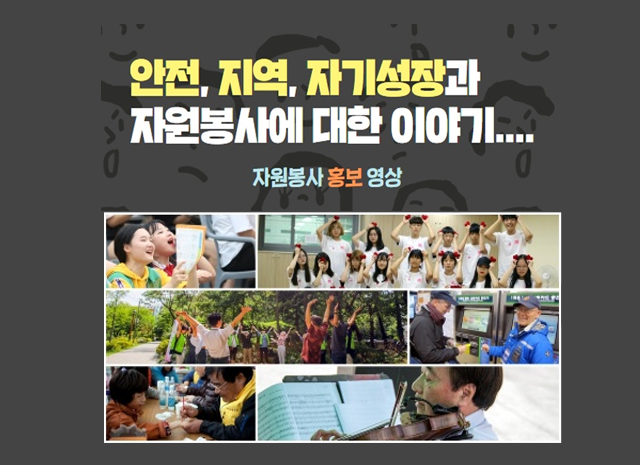 안전, 지역, 자기성장과
자원봉사에 대한 이야기....
자원봉사 홍보 영상